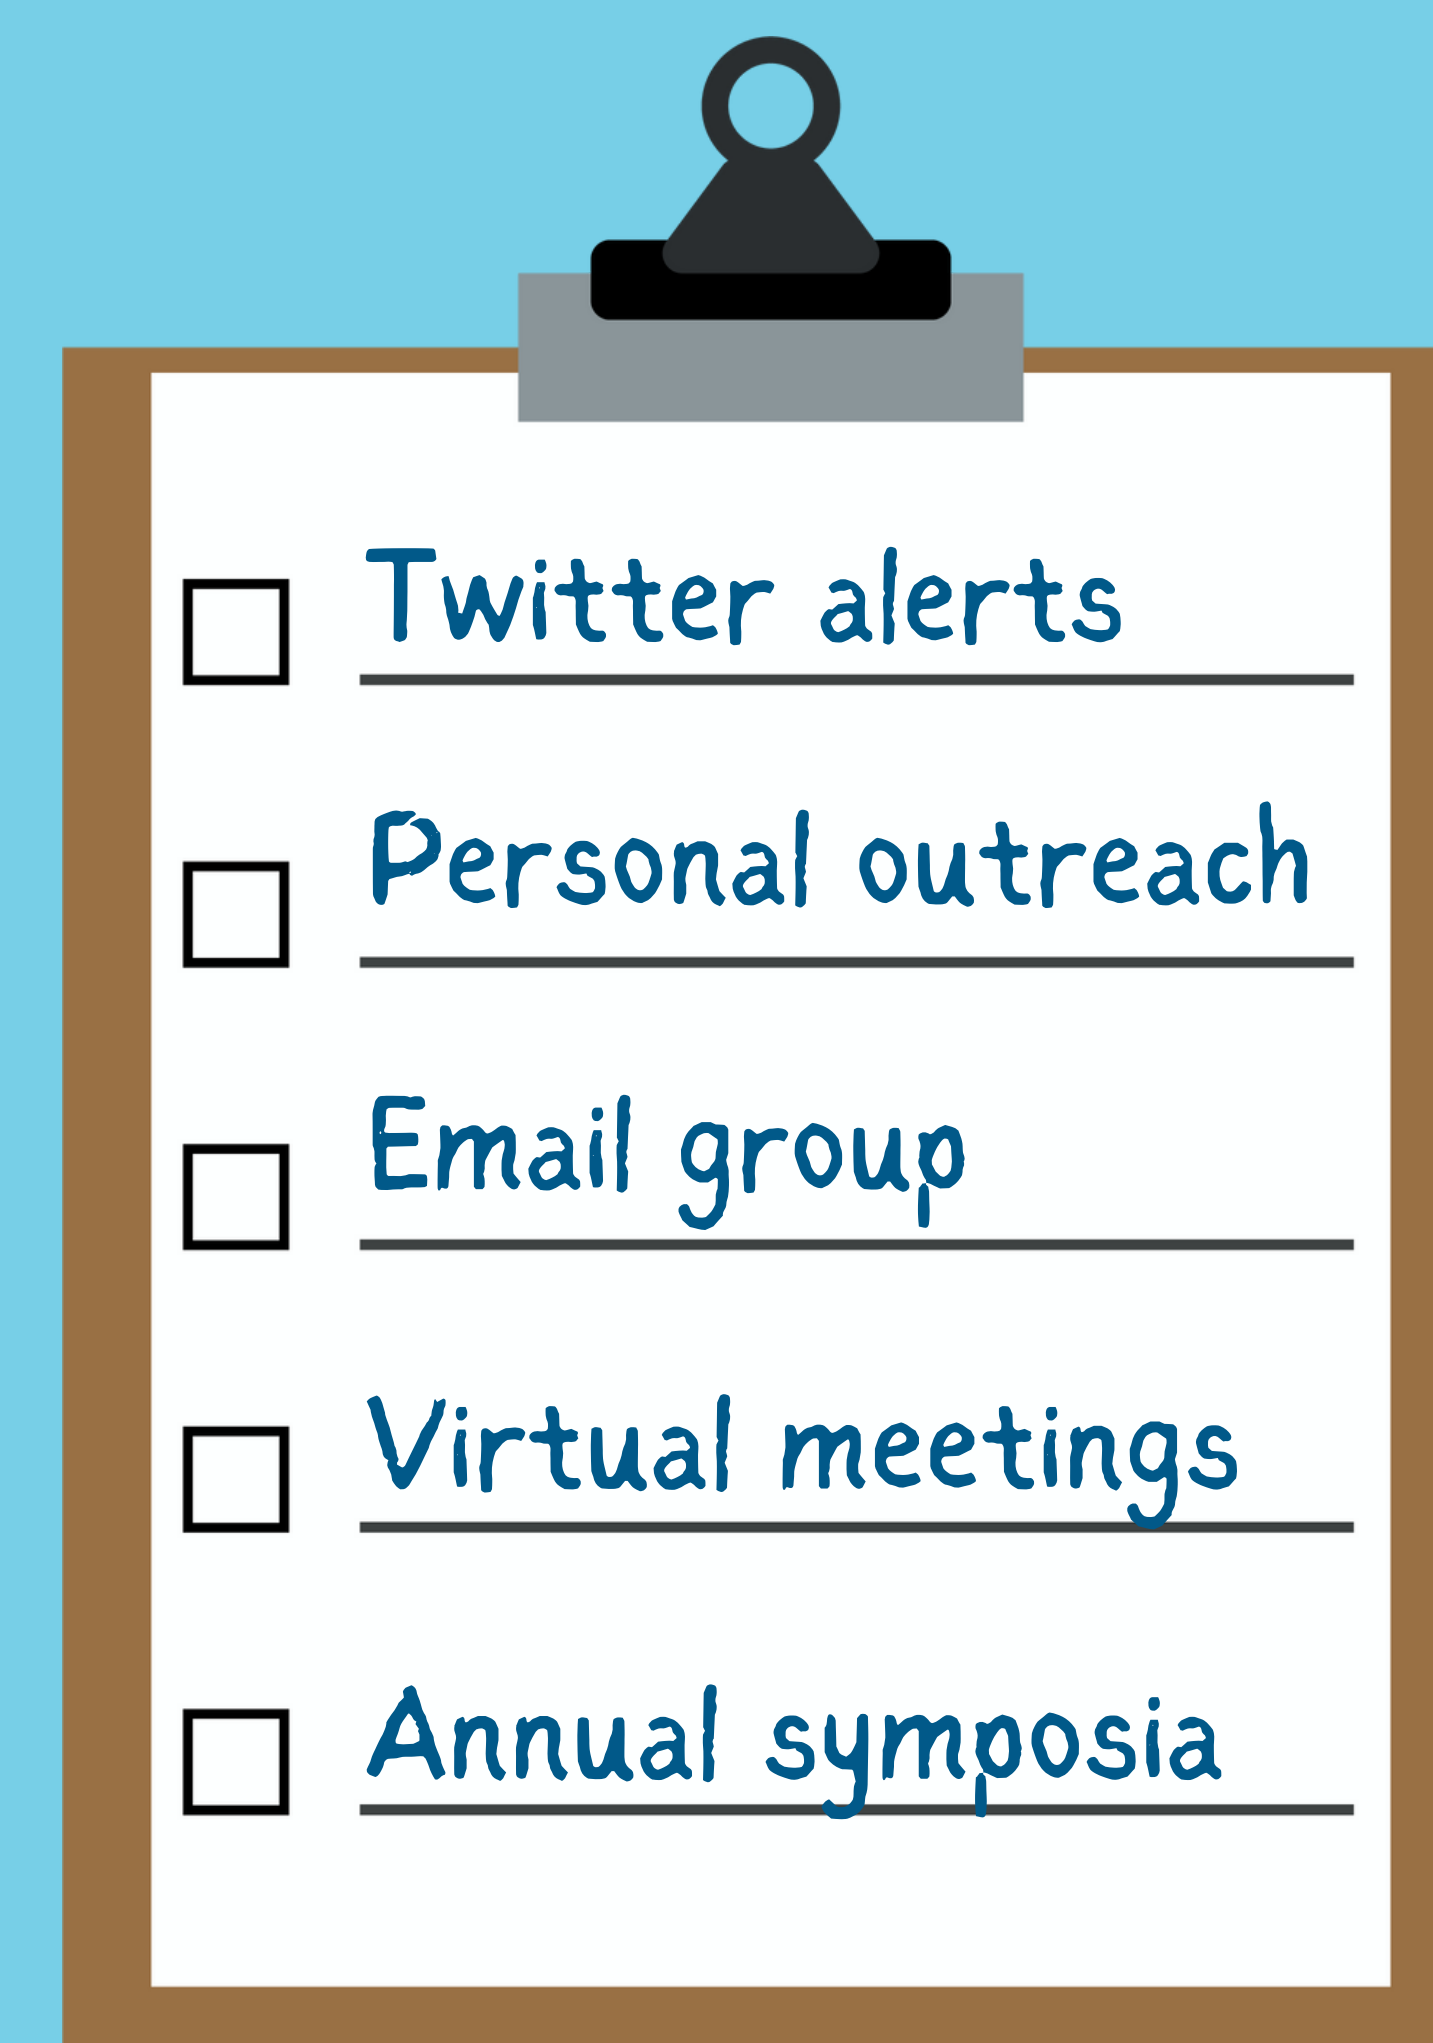 Twitter alerts
Personal outreach
Email group
Virtual meetings
Annual symposia